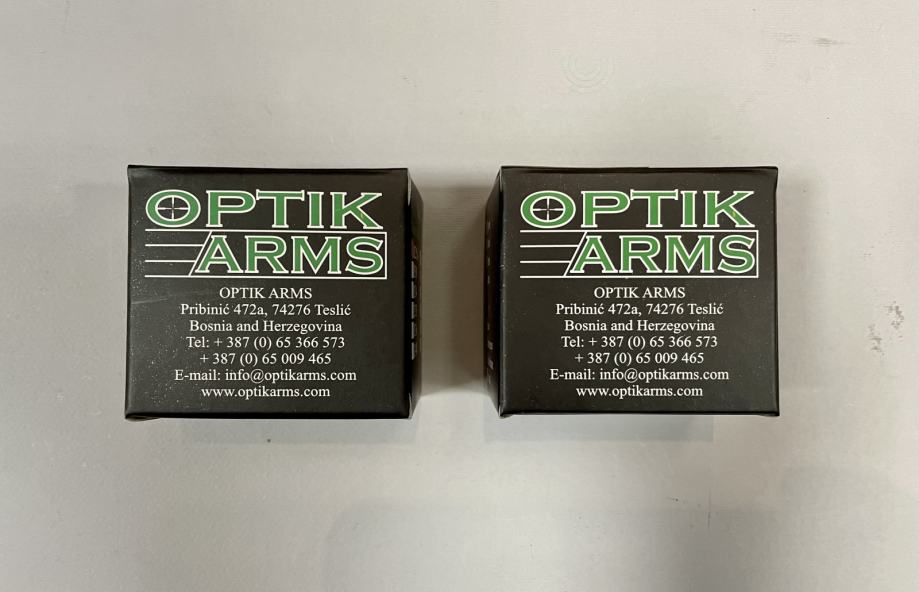 OPTIK
ARMS
OPTIK ARMS
Pribinić 472a, 74276 Teslić
Bosnia and Herzegovina
Tel: + 387 (0) 65 366 573
+ 387 (0) 65 009 465
E-mail: info@optikarms.com
www.optikarms.com
OPTIK
ARMS
OPTIK ARMS
Pribinić 472a, 74276 Teslić
Bosnia and Herzegovina
Tel: + 387 (0) 65 366 573
+ 387 (0) 65 009 465
E-mail: info@optikarms.com
www.optikarms.com